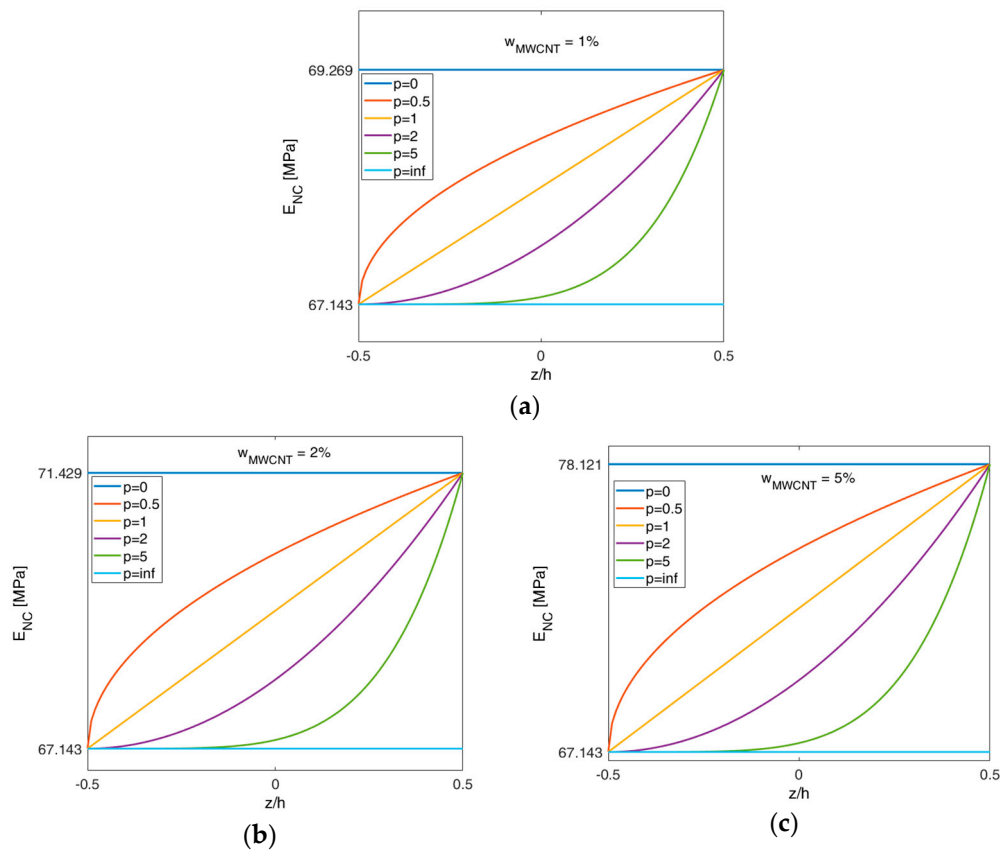 w_MWCNT = 1%
69.269
p=0
p=0.5
p=1
p=2
p=5
p=inf
E_NC [MPa]
67.143
-0.5 0 0.5
z/h
(a)
w_MWCNT = 2%
71.429
p=0
p=0.5
p=1
p=2
p=5
p=inf
E_NC [MPa]
67.143
-0.5 0 0.5
z/h
(b)
78.121
w_MWCNT = 5%
p=0
p=0.5
p=1
p=2
p=5
p=inf
E_NC [MPa]
67.143
-0.5 0 0.5
z/h
(c)